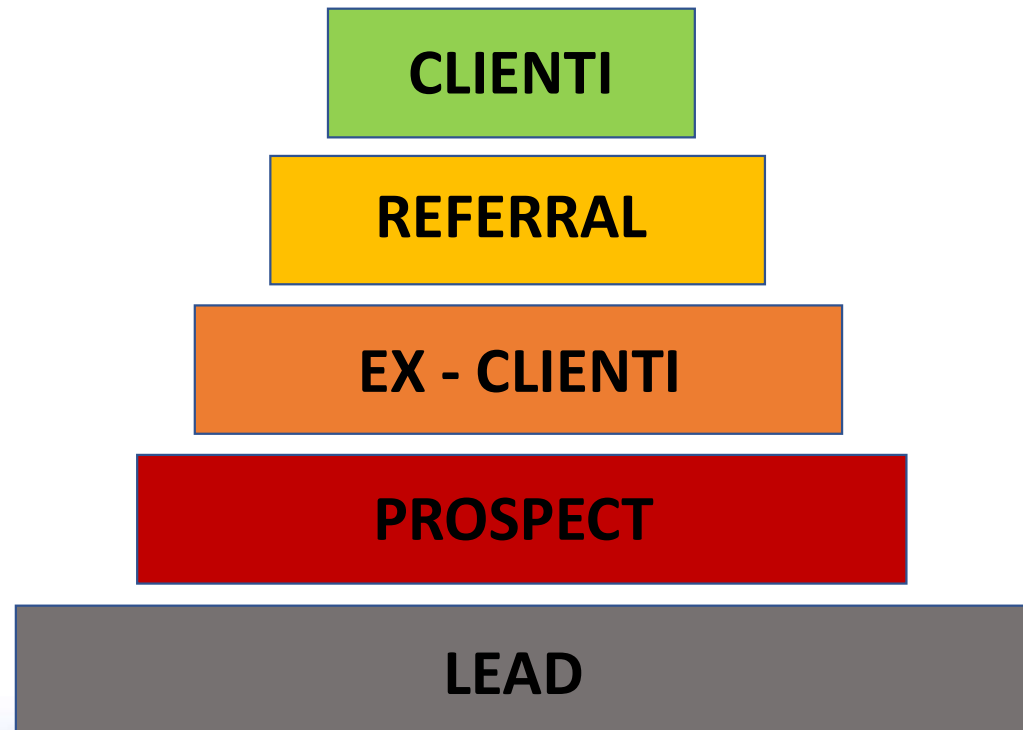 CLIENTI
REFERRAL
EX - CLIENTI
PROSPECT
LEAD